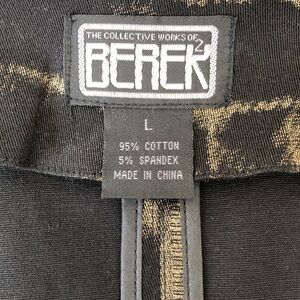 THE COLLECTIVE WORKS OF
BEREK 2
L
95% COTTON
5% SPANDEX
MADE IN CHINA